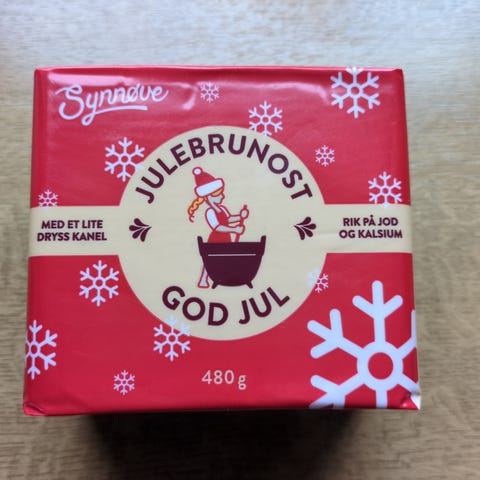 Synnøve
JULEBRUNOST
MED ET LITE
DRYSS KANEL
RIK PÅ JOD
OG KALSIUM
GOD JUL
480g